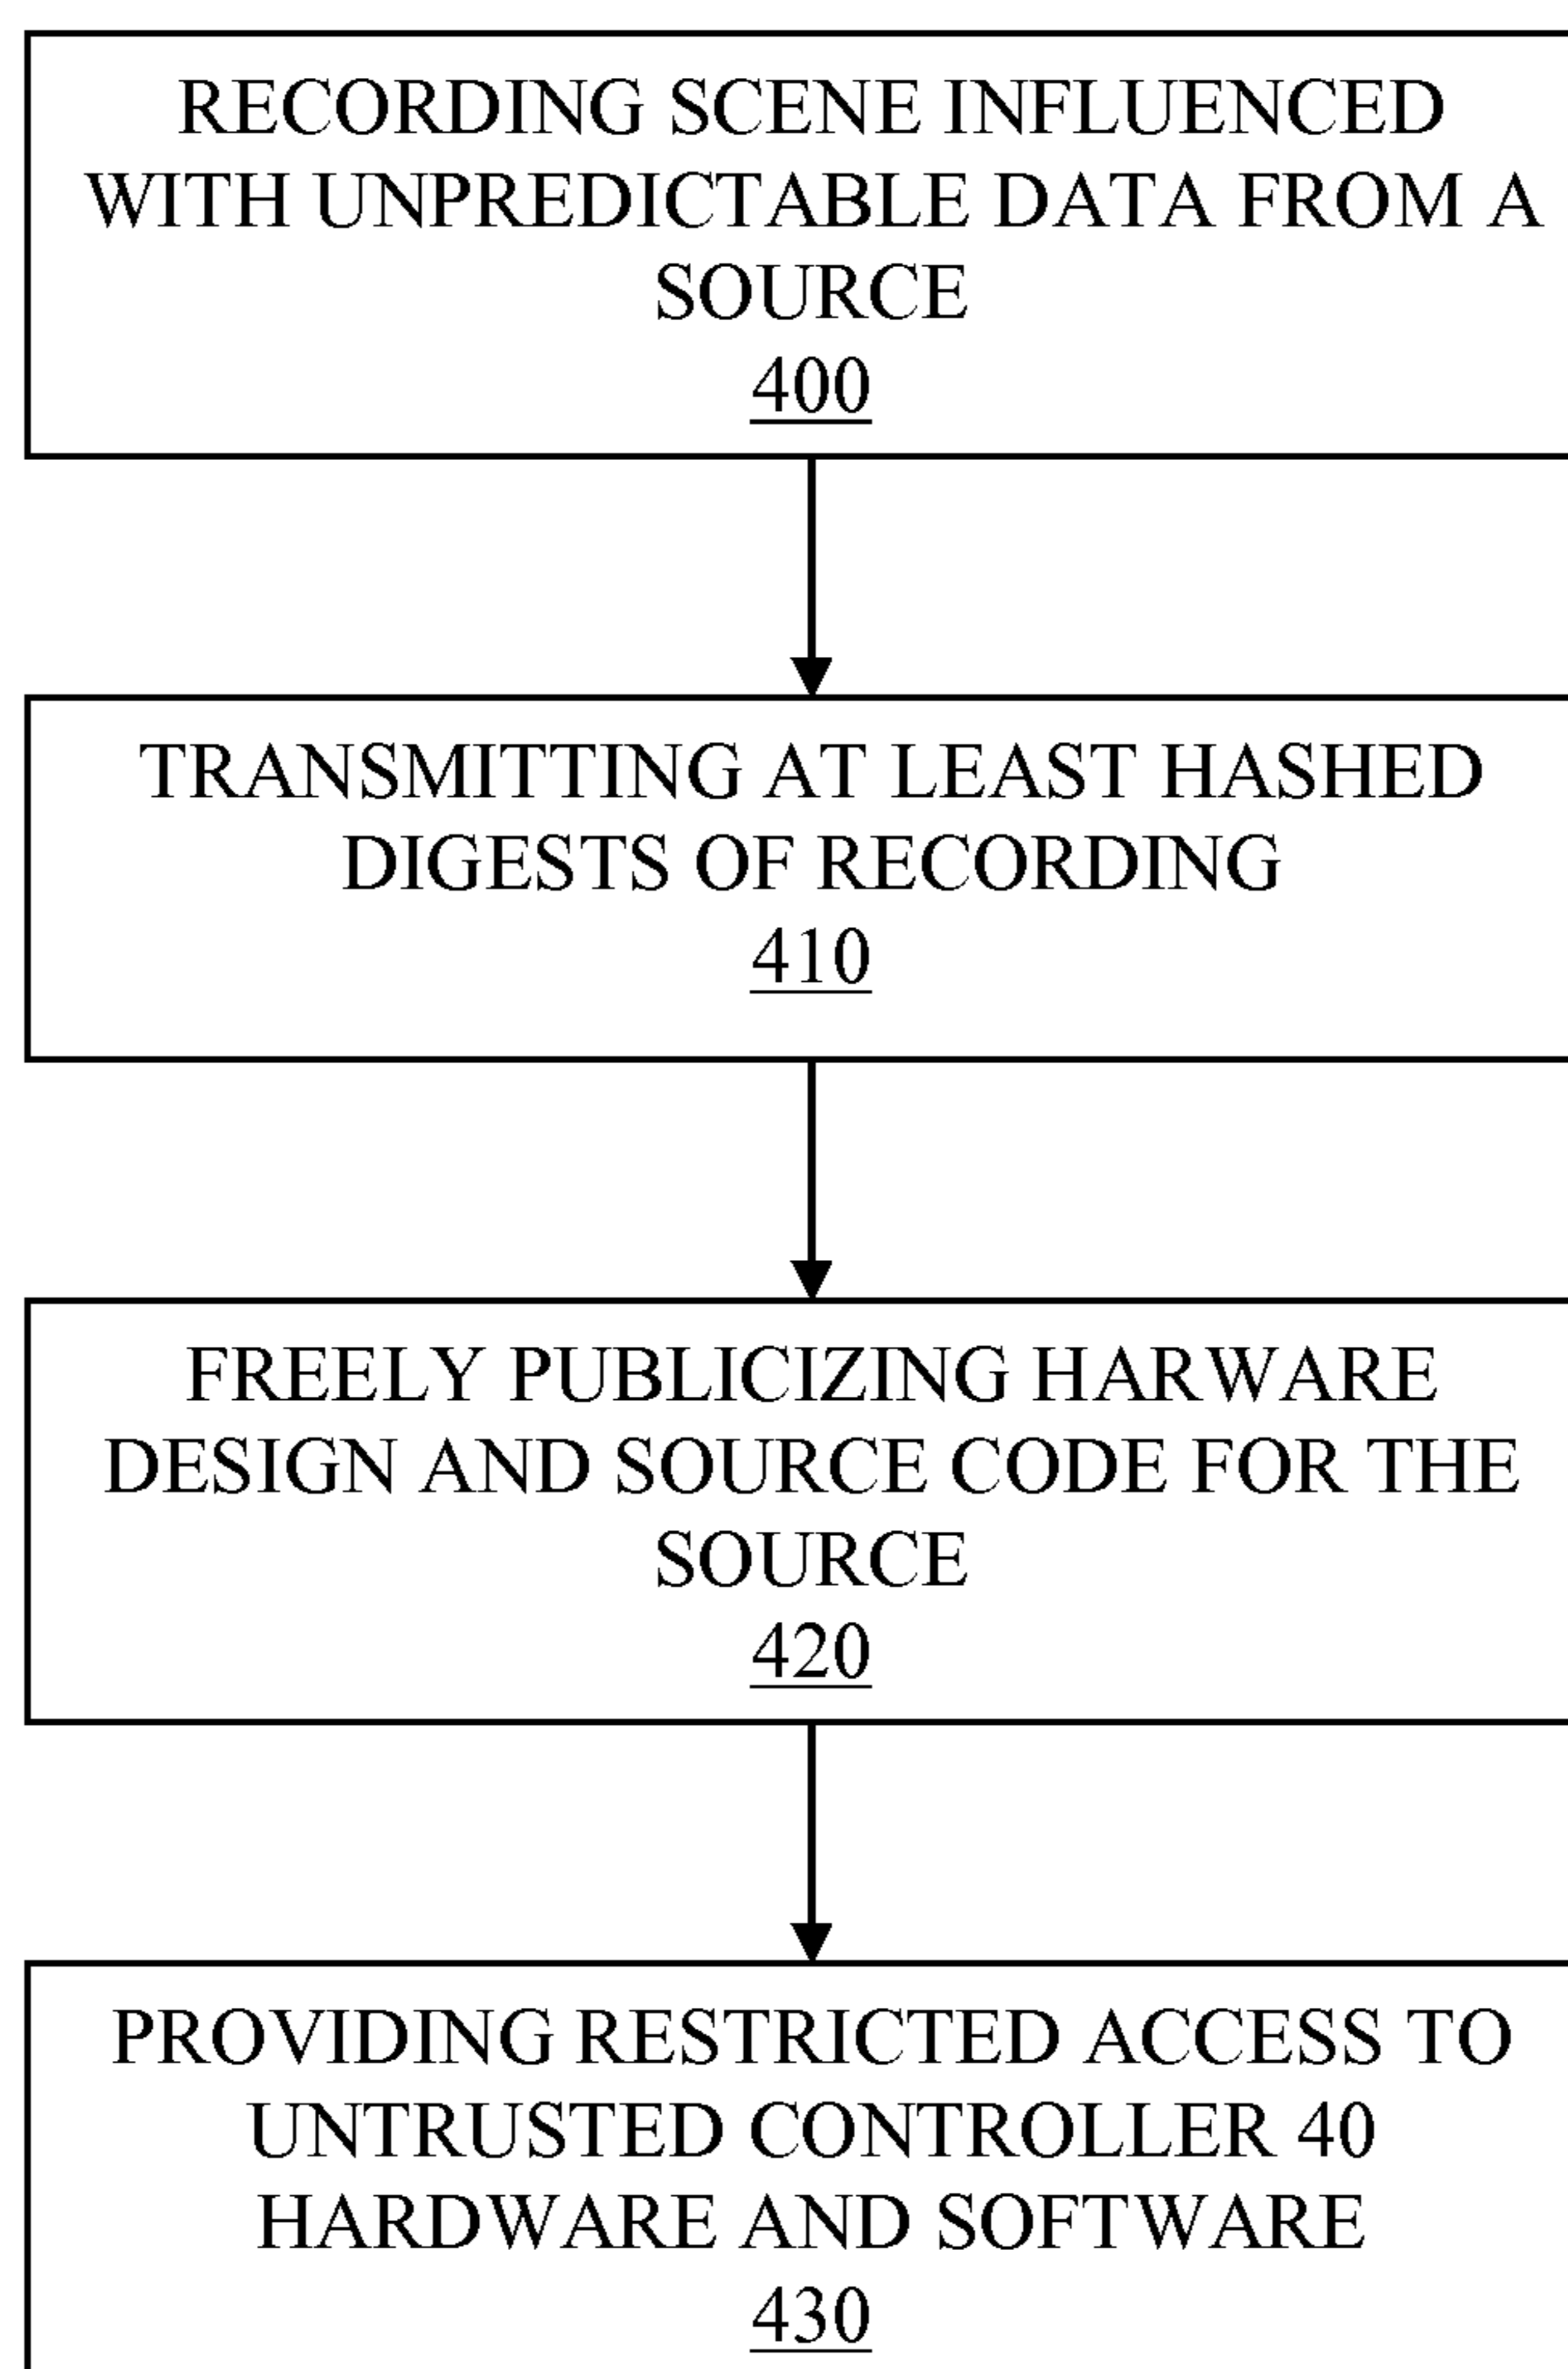 RECORDING SCENE INFLUENCED
WITH UNPREDICTABLE DATA FROM A
SOURCE
400
TRANSMITTING AT LEAST HASHED
DIGESTS OF RECORDING
410
FREELY PUBLICIZING HARWARE
DESIGN AND SOURCE CODE FOR THE
SOURCE
420
PROVIDING RESTRICTED ACCESS TO
UNTRUSTED CONTROLLER 40
HARDWARE AND SOFTWARE
430